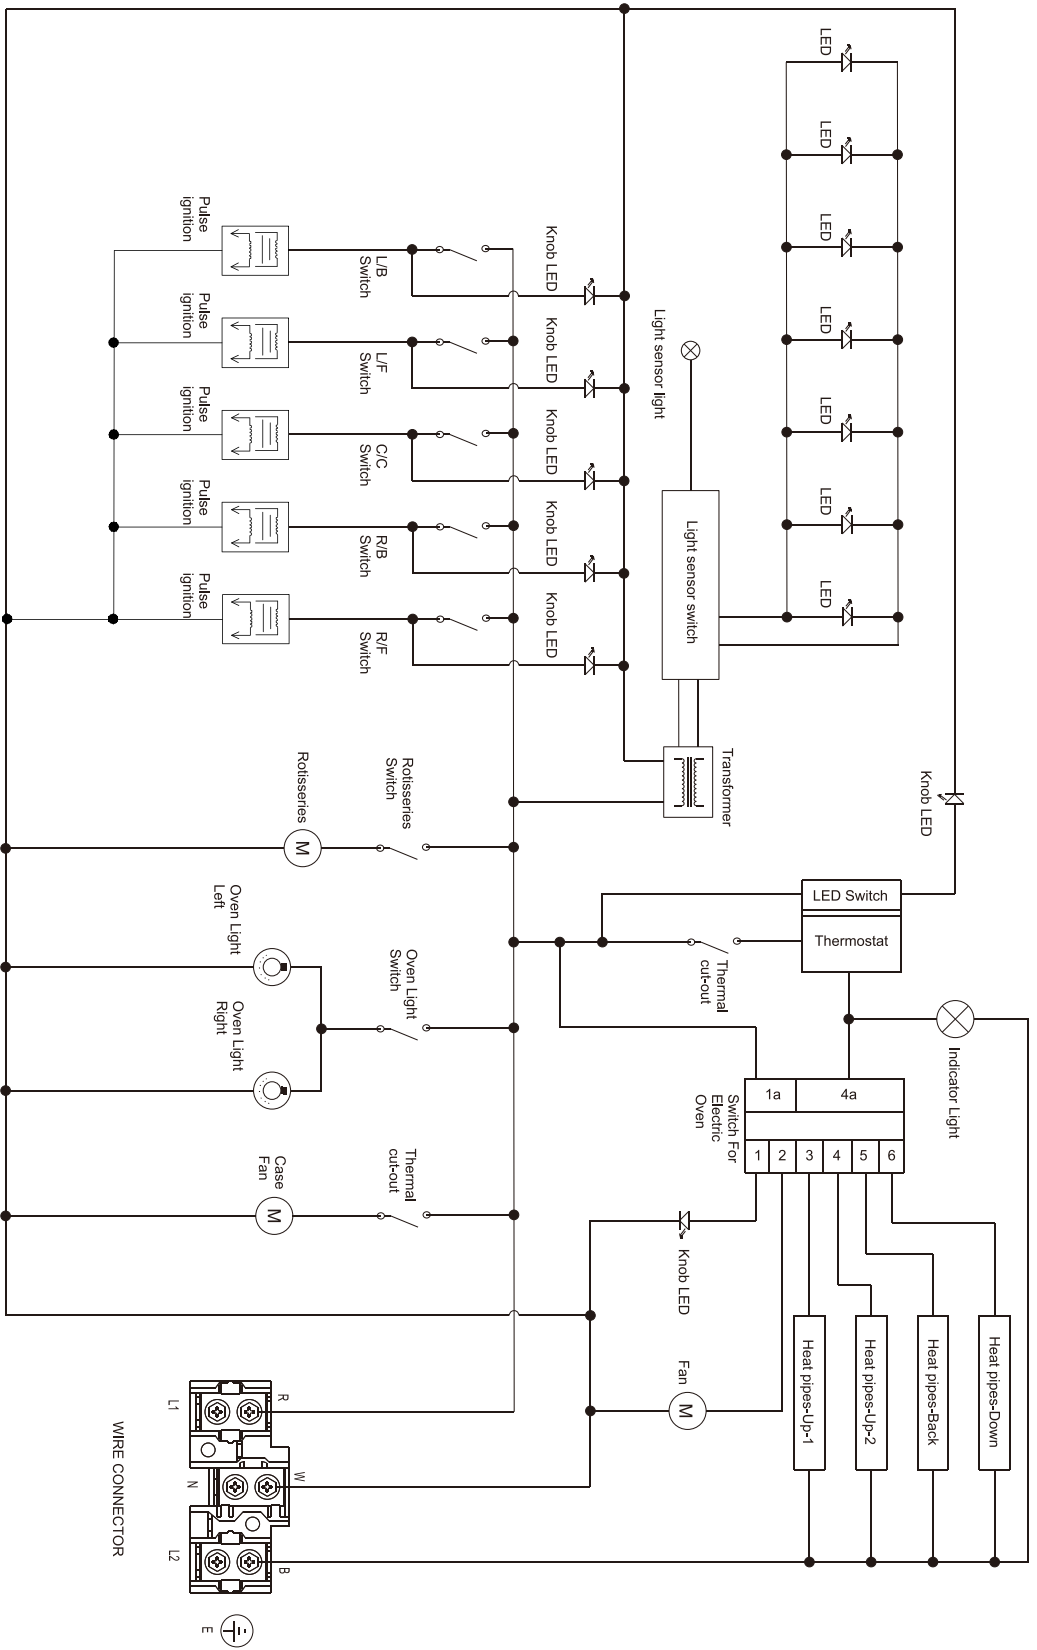 LED
LED
LED
LED
LED
LED
LED
Light sensor light
Light sensor switch
Transformer
Knob LED
Knob LED
Knob LED
Knob LED
Knob LED
L/B
Switch
L/F
Switch
C/C
Switch
R/B
Switch
R/F
Switch
Pulse
ignition
Pulse
ignition
Pulse
ignition
Pulse
ignition
Pulse
ignition
Knob LED
LED Switch
Thermostat
Thermal
cut-out
Indicator Light
1a
4a
Switch For
Electric
Oven
1
2
3
4
5
6
Rotisseries
Switch
Rotisseries
M
Oven Light
Switch
Oven Light
Left
Oven Light
Right
Thermal
cut-out
Case
Fan
M
Knob LED
Fan
M
Heat pipes-Up-1
Heat pipes-Up-2
Heat pipes-Back
Heat pipes-Down
R
L1
W
N
B
L2
E
WIRE CONNECTOR